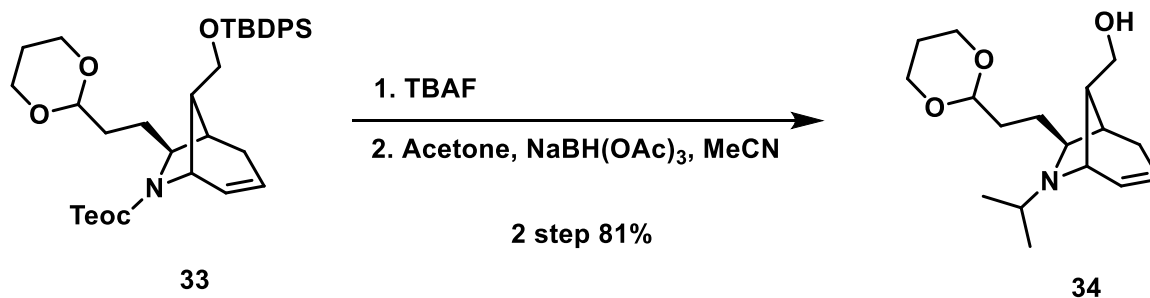 OTBDPS
OH
O
O
1. TBAF
O
O
2. Acetone, NaBH(OAc)3, MeCN
N
N
Teoc
2 step 81%
33
34